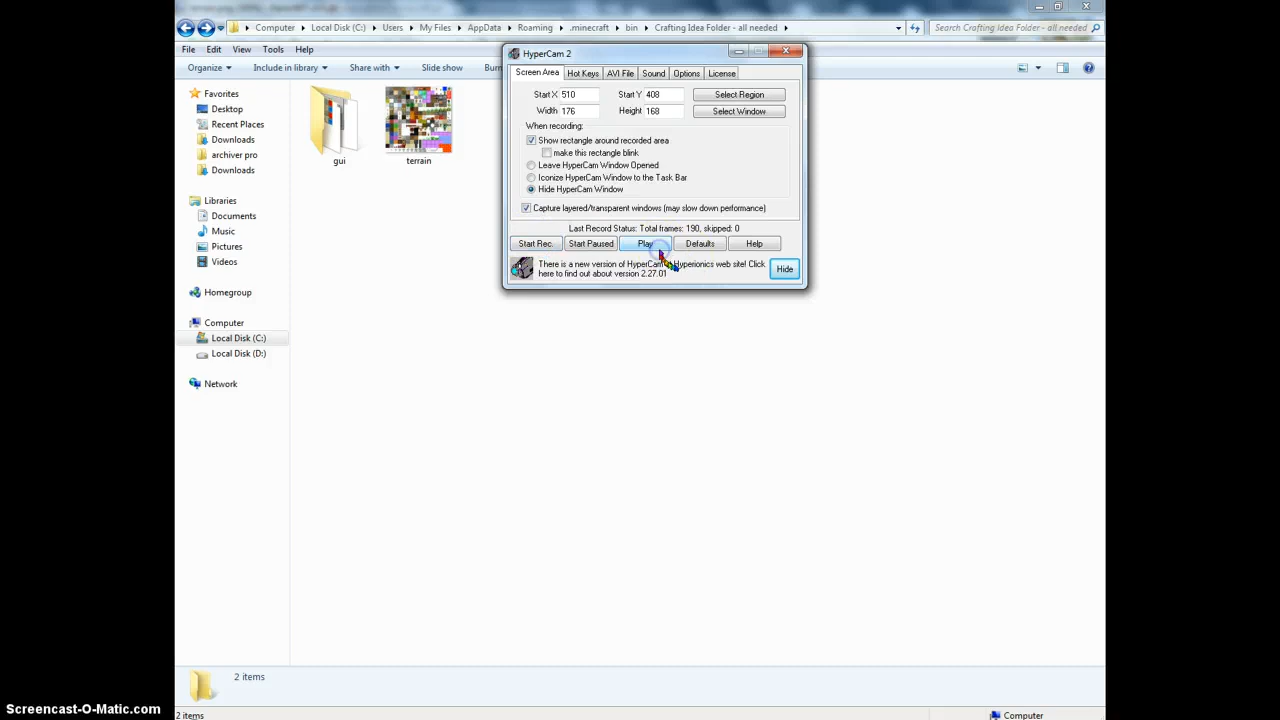 Computer Local Disk (C:) Users My Files AppData Roaming .minecraft bin Crafting Idea Folder - all needed Search Crafting Idea Folder - all needed
File Edit View Tools Help
Organize Include in library Share with Slide show Burn
Favorites
Desktop
Recent Places
Downloads
archiver pro
Downloads
Libraries
Documents
Music
Pictures
Videos
Homegroup
Computer
Local Disk (C:)
Local Disk (D:)
Network
gui terrain
HyperCam 2
Screen Area Hot Keys AVI File Sound Options License
Start X 510 Start Y 408 Select Region
Width 176 Height 168 Select Window
When recording:
Show rectangle around recorded area
make this rectangle blink
Leave HyperCam Window Opened
Iconize HyperCam Window to the Task Bar
Hide HyperCam Window
Capture layered/transparent windows (may slow down performance)
Last Record Status: Total frames: 190, skipped: 0
Start Rec. Start Paused Play Defaults Help
There is a new version of HyperCam Hyperionics web site! Click
here to find out about version 2.27.01
Hide
2 items
2 items Computer
Screencast-O-Matic.com